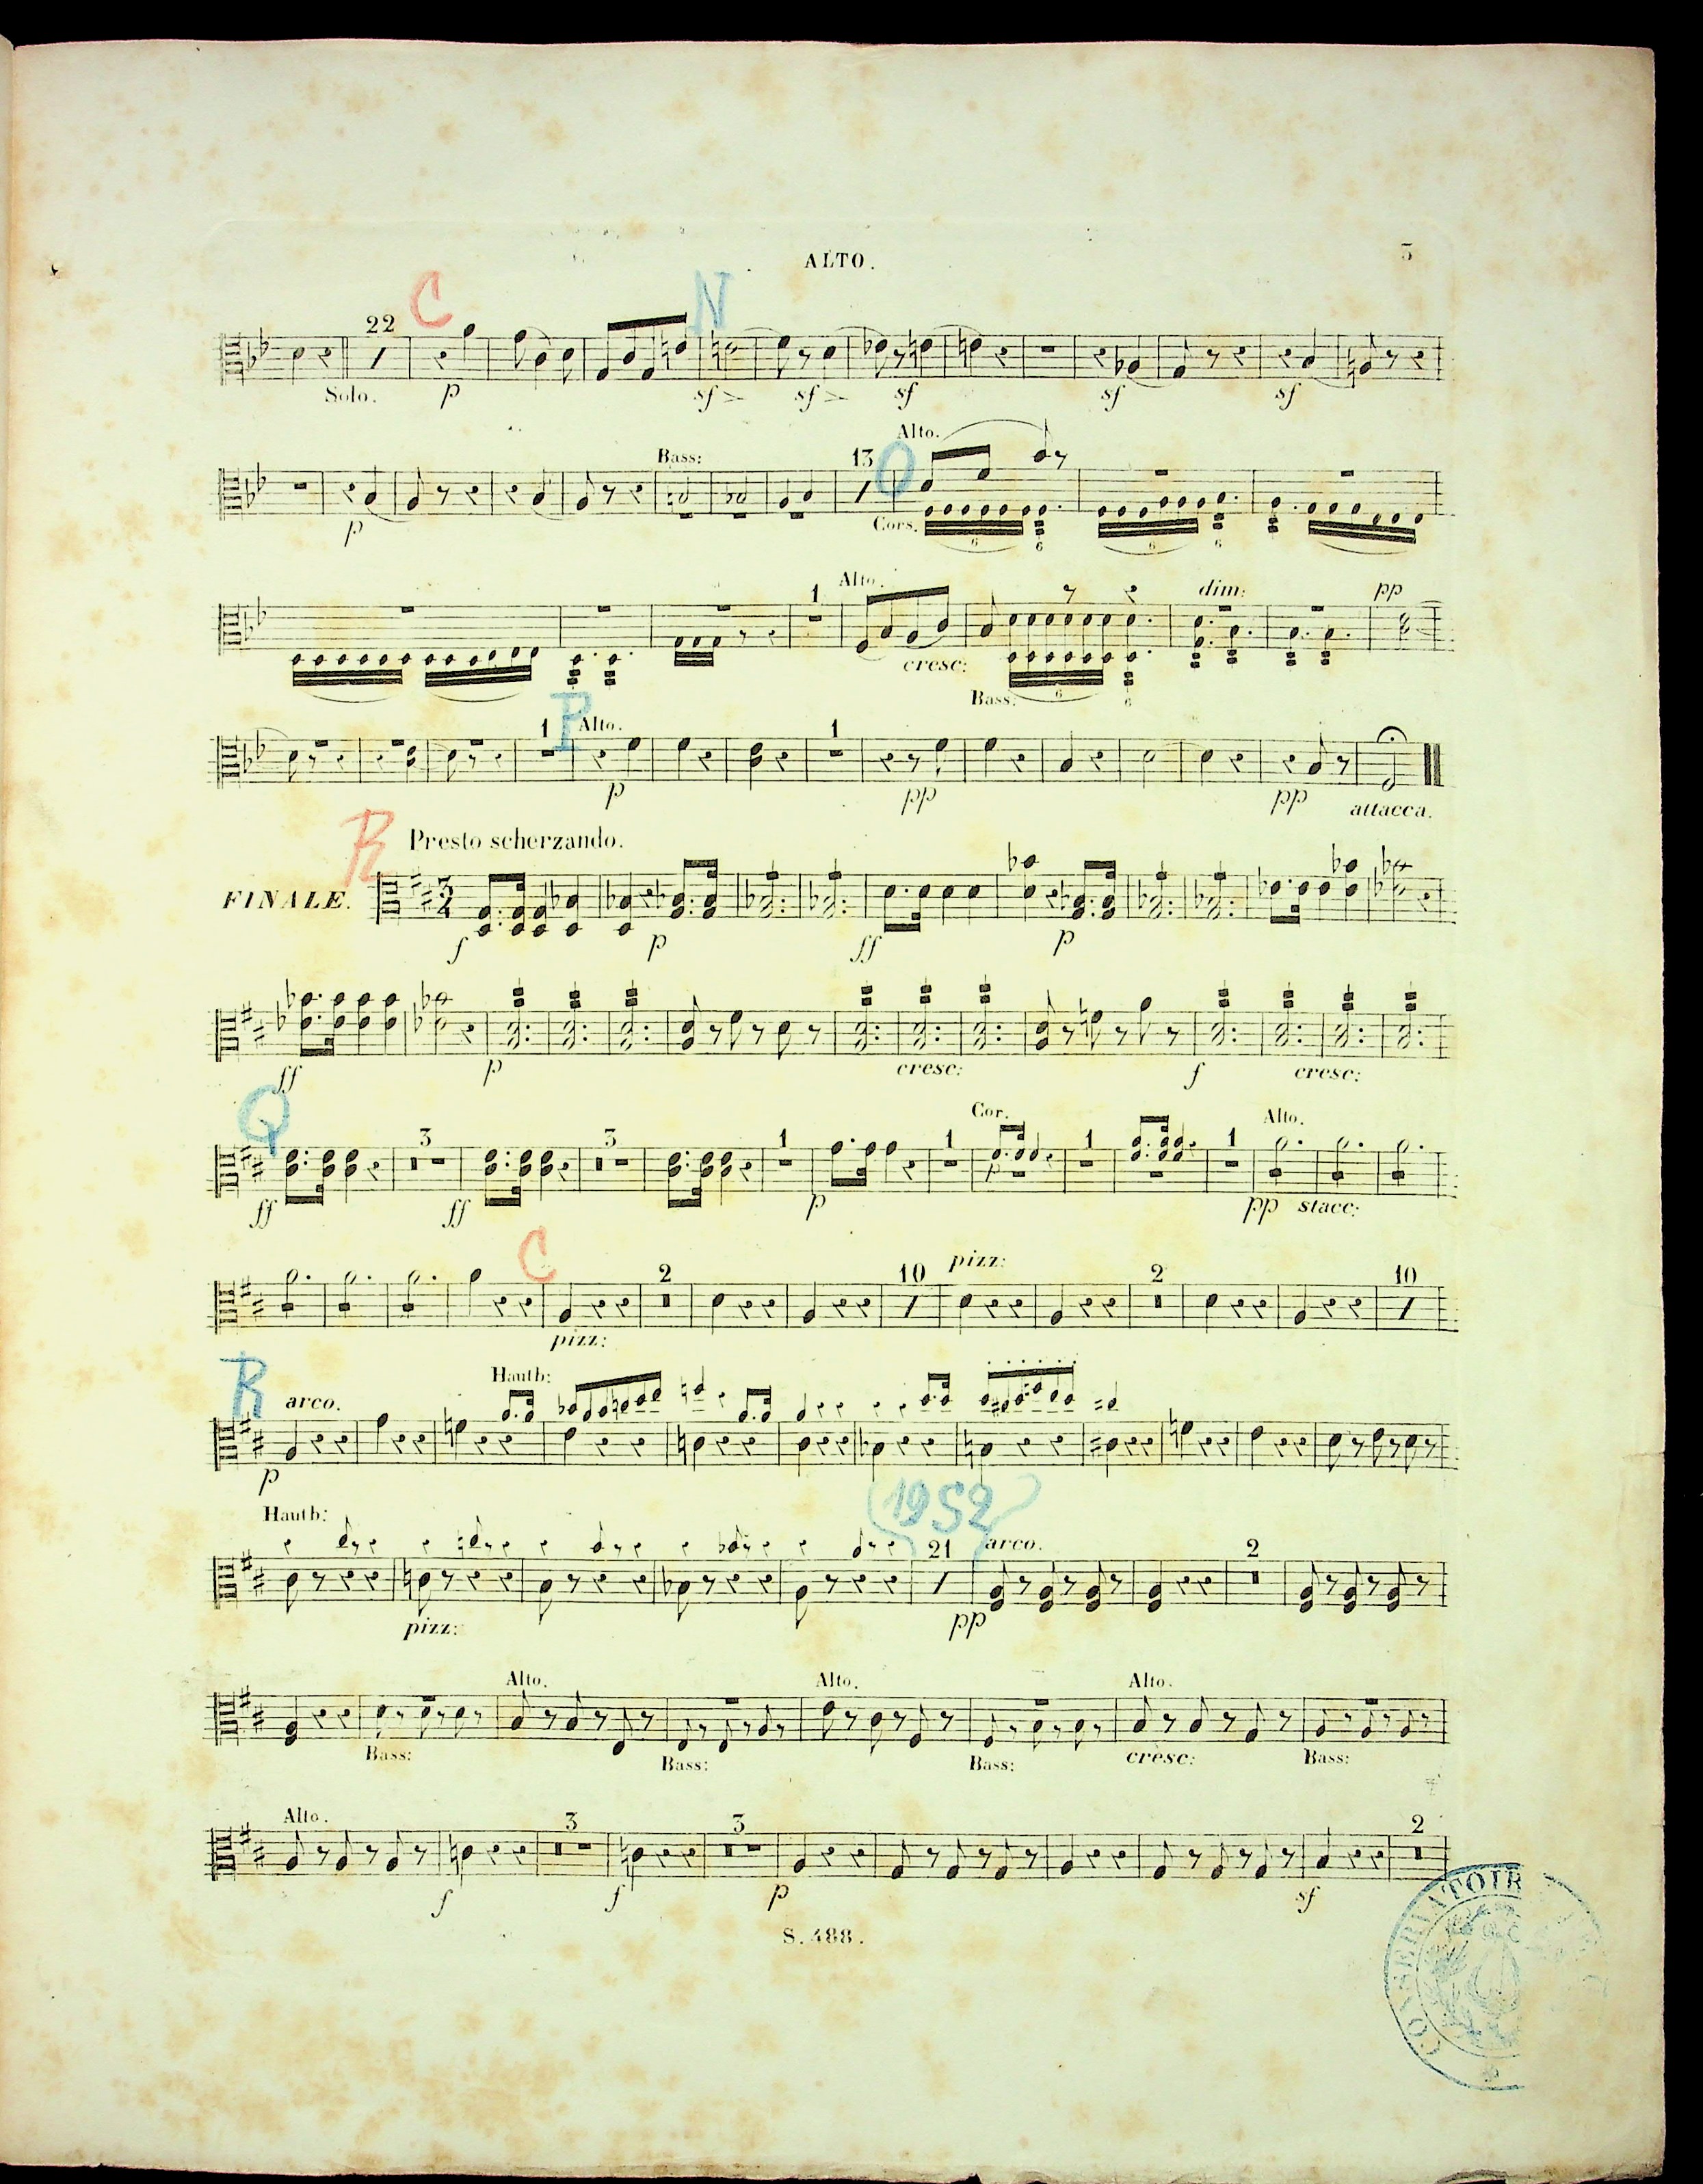 ALTO. 3
C N
22
Solo. p sf sf sf sf sf
Alto.
Bass: 13 O
p Cors. 6 6 6 6
1 Alto. dim: pp
cresc:
Bass: 6 6
P
1 Alto. 1
p pp pp attacca.
R Presto scherzando.
FINALE. 3 4
f p ff p
ff p cresc: f cresc:
Q
Cor. Alto.
3 3 1 1 1 1
ff ff p p pp stacc:
C
2 10 pizz: 2 10
pizz:
R arco. Hautb:
p
(1952)
Hautb: 21 arco. 2
pizz: pp
Alto. Alto. Alto.
Bass: Bass: Bass: cresc: Bass:
Alto. 3 3 2
f f p sf
S. 488.
CONSERVATOIR